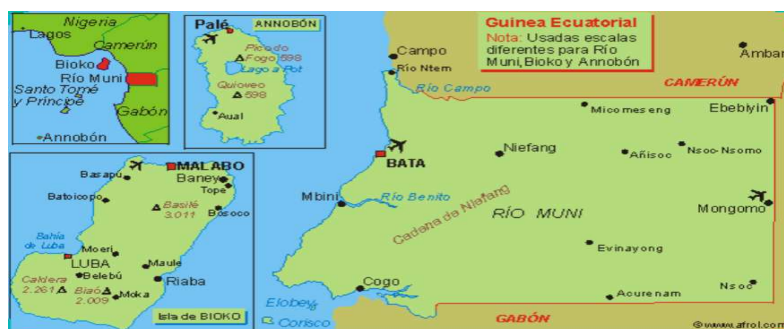 Nigeria
Lagos
Camerún
Bioko
Río Muni
Santo Tomé
y Príncipe
Gabón
Annobón
Palé
ANNOBÓN
Pico do
Fogo 598
Lago a Pot
Quioveo
598
Aual
Guinea Ecuatorial
Nota: Usadas escalas
diferentes para Río
Muni, Bioko y Annobón
Campo
Río Ntem
Río Campo
Ambam
CAMERÚN
Ebebiyin
Micomeseng
BATA
Niefang
Añisoc
Nsoc-Nsomo
Mbini
Río Benito
Cadena de Niefang
RÍO MUNI
Mongomo
Evinayong
Cogo
Acurenam
Nsoc
Elobey
Corisco
GABÓN
© www.afrol.com
MALABO
Basapú
Baney
Tope
Batoicopo
Basilé
3.011
Bosoco
Bahía
de Luba
Moeri
LUBA
Maule
Belebú
Riaba
Caldera
2.261
Biaó
2.009
Moka
Isla de BIOKO